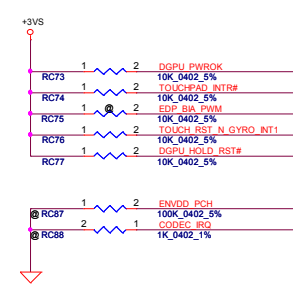 +3VS
1 2 DGPU_PWROK
RC73 10K_0402_5%
1 2 TOUCHPAD_INTR#
RC74 10K_0402_5%
1 @ 2 EDP_BIA_PWM
RC75 10K_0402_5%
1 2 TOUCH_RST_N_GYRO_INT1
RC76 10K_0402_5%
1 2 DGPU_HOLD_RST#
RC77 10K_0402_5%
1 2 ENVDD_PCH
@ RC87 100K_0402_5%
2 1 CODEC_IRQ
@ RC88 1K_0402_1%